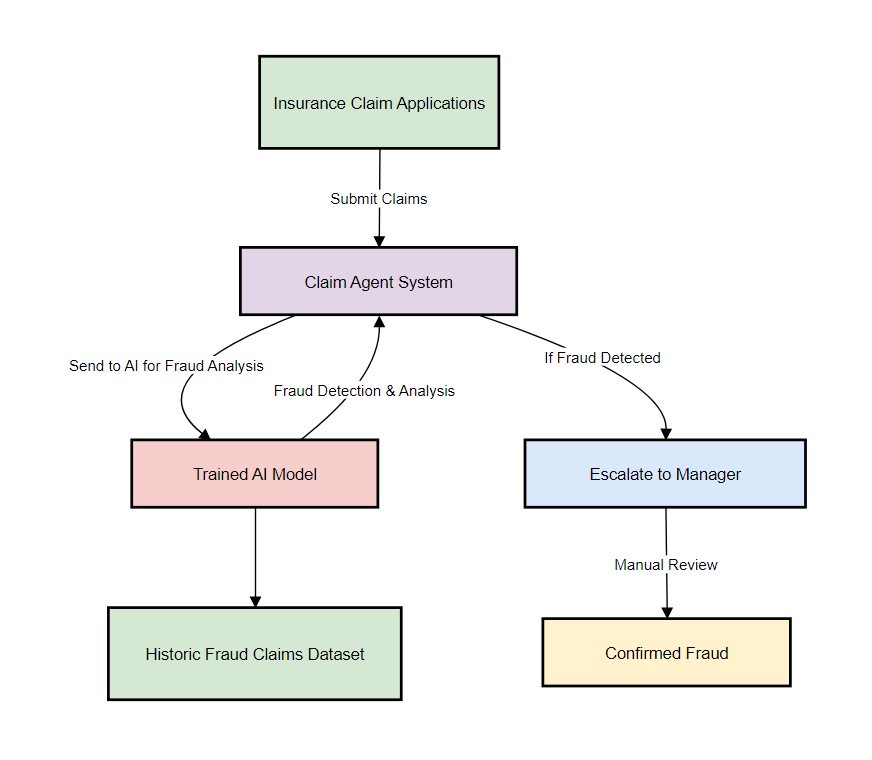 Insurance Claim Applications
Submit Claims
Claim Agent System
Send to AI for Fraud Analysis
If Fraud Detected
Fraud Detection & Analysis
Trained AI Model
Escalate to Manager
Manual Review
Historic Fraud Claims Dataset
Confirmed Fraud